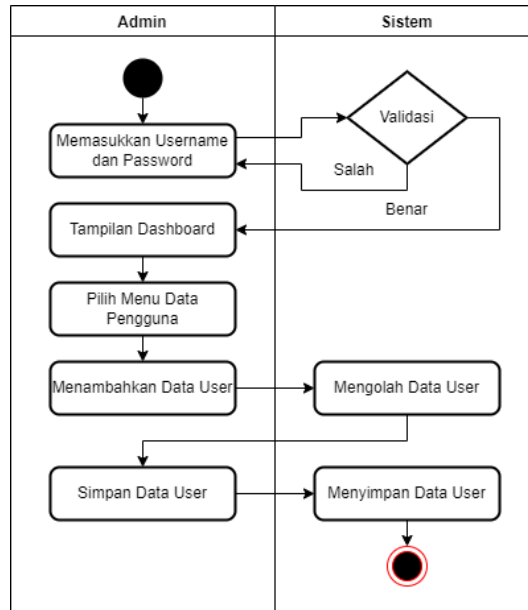 Admin
Sistem
Memasukkan Username
dan Password
Validasi
Salah
Benar
Tampilan Dashboard
Pilih Menu Data
Pengguna
Menambahkan Data User
Mengolah Data User
Simpan Data User
Menyimpan Data User